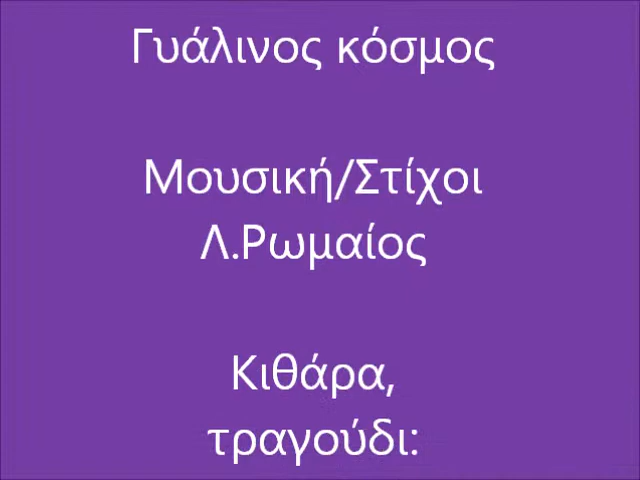 Γυάλινος κόσμος
Μουσική/Στίχοι
Λ.Ρωμαίος
Κιθάρα,
τραγούδι: